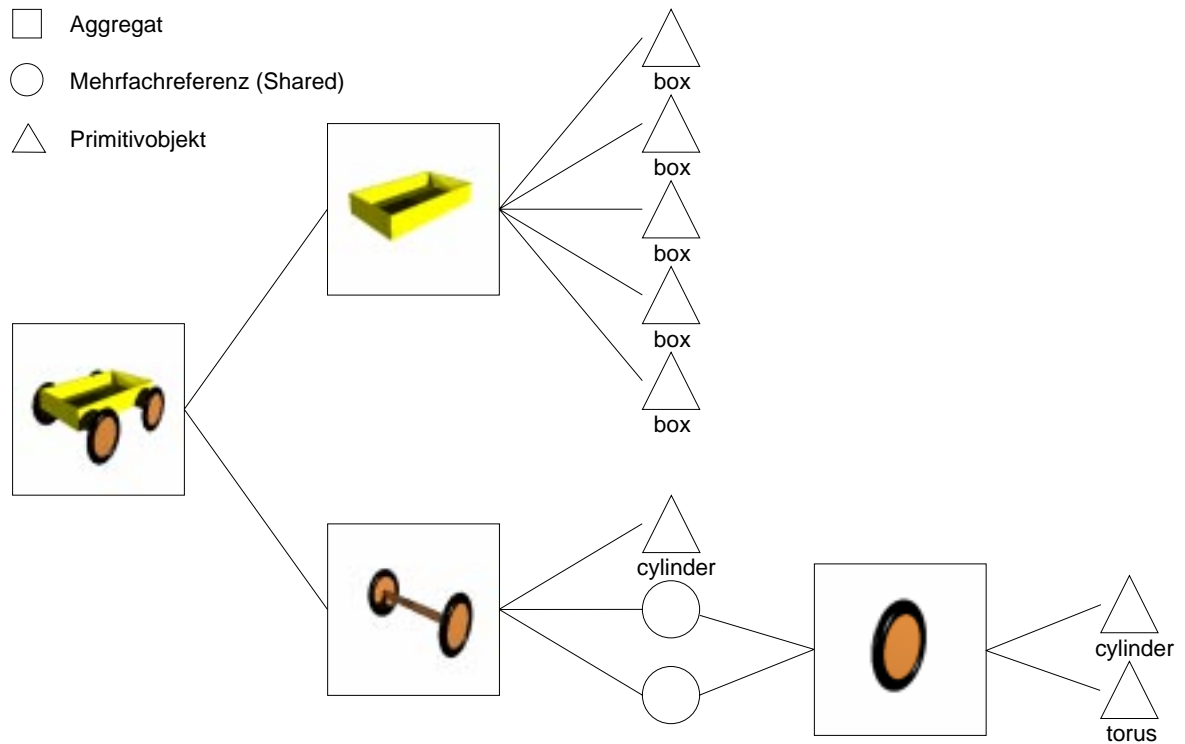 Aggregat
Mehrfachreferenz (Shared)
Primitivobjekt
box
box
box
box
box
cylinder
cylinder
torus